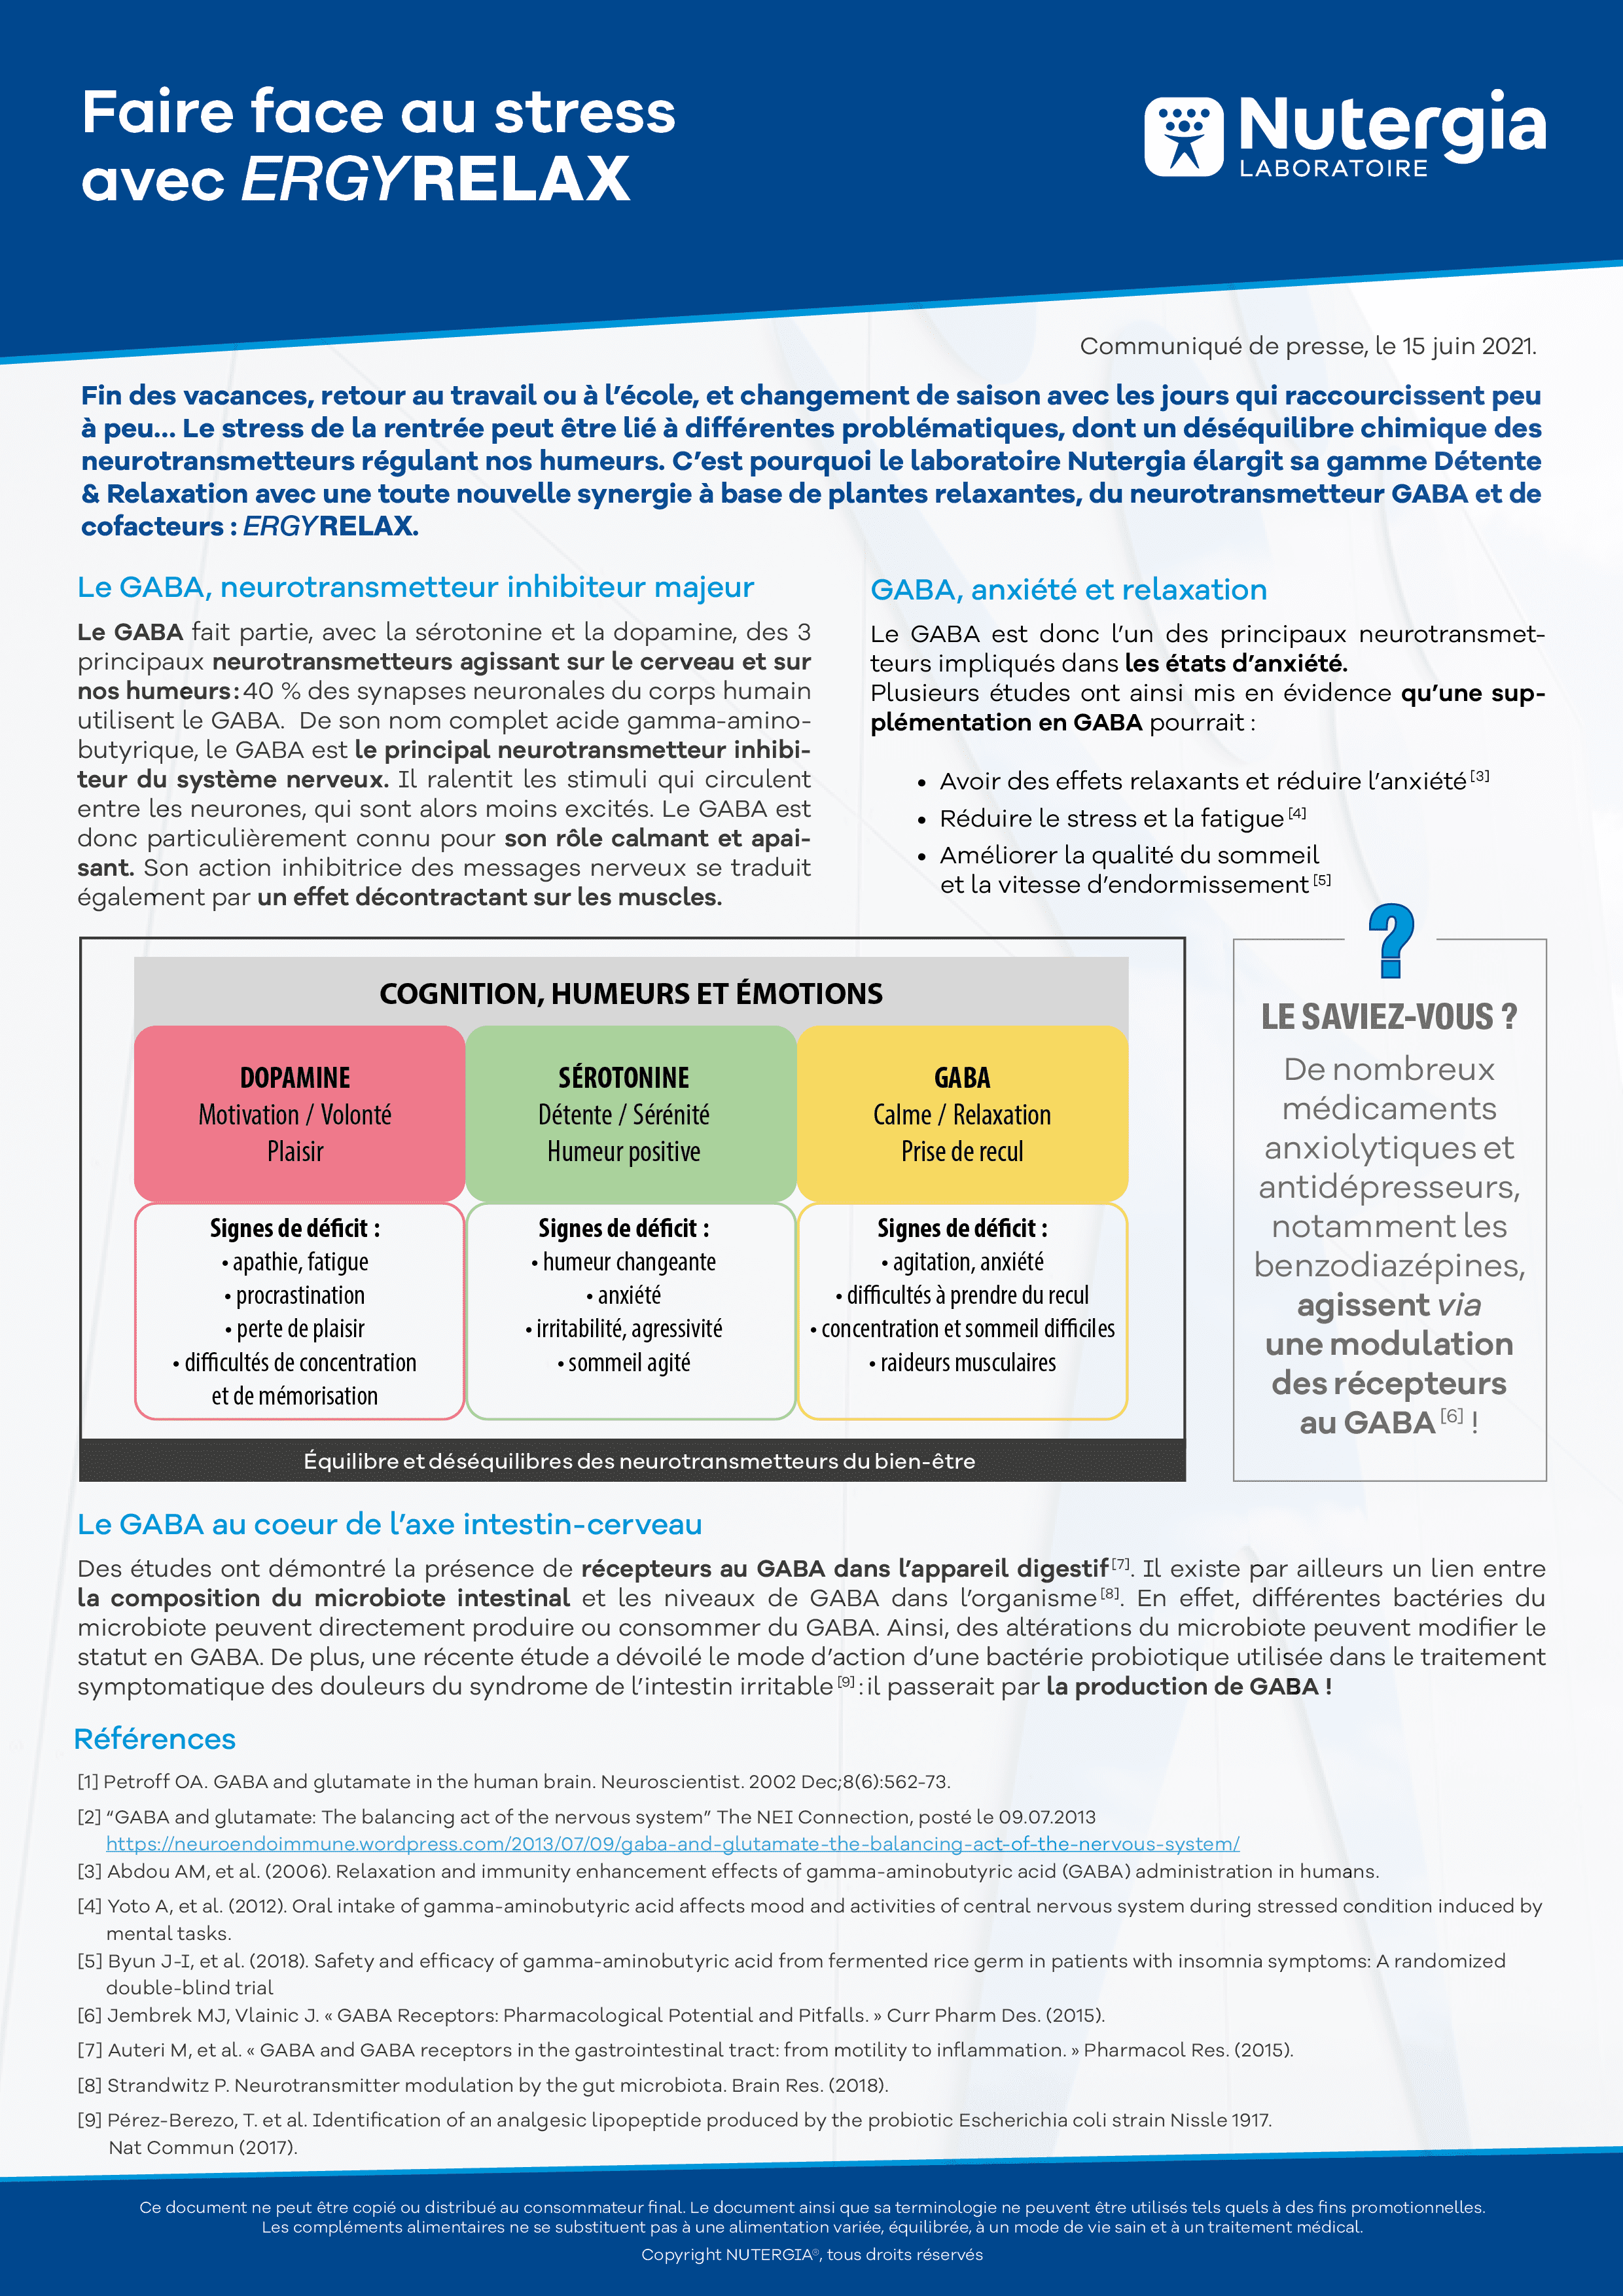 Faire face au stress
avec ERGYRELAX
Nutergia
LABORATOIRE
Communiqué de presse, le 15 juin 2021.
Fin des vacances, retour au travail ou à l’école, et changement de saison avec les jours qui raccourcissent peu
à peu... Le stress de la rentrée peut être lié à différentes problématiques, dont un déséquilibre chimique des
neurotransmetteurs régulant nos humeurs. C’est pourquoi le laboratoire Nutergia élargit sa gamme Détente
& Relaxation avec une toute nouvelle synergie à base de plantes relaxantes, du neurotransmetteur GABA et de
cofacteurs : ERGYRELAX.
Le GABA, neurotransmetteur inhibiteur majeur
Le GABA fait partie, avec la sérotonine et la dopamine, des 3
principaux neurotransmetteurs agissant sur le cerveau et sur
nos humeurs : 40 % des synapses neuronales du corps humain
utilisent le GABA. De son nom complet acide gamma-amino-
butyrique, le GABA est le principal neurotransmetteur inhibi-
teur du système nerveux. Il ralentit les stimuli qui circulent
entre les neurones, qui sont alors moins excités. Le GABA est
donc particulièrement connu pour son rôle calmant et apai-
sant. Son action inhibitrice des messages nerveux se traduit
également par un effet décontractant sur les muscles.
GABA, anxiété et relaxation
Le GABA est donc l’un des principaux neurotransmet-
teurs impliqués dans les états d’anxiété.
Plusieurs études ont ainsi mis en évidence qu’une sup-
plémentation en GABA pourrait :
• Avoir des effets relaxants et réduire l’anxiété [3]
• Réduire le stress et la fatigue [4]
• Améliorer la qualité du sommeil
et la vitesse d’endormissement [5]
COGNITION, HUMEURS ET ÉMOTIONS
DOPAMINE
Motivation / Volonté
Plaisir
Signes de déficit :
• apathie, fatigue
• procrastination
• perte de plaisir
• difficultés de concentration
et de mémorisation
SÉROTONINE
Détente / Sérénité
Humeur positive
Signes de déficit :
• humeur changeante
• anxiété
• irritabilité, agressivité
• sommeil agité
GABA
Calme / Relaxation
Prise de recul
Signes de déficit :
• agitation, anxiété
• difficultés à prendre du recul
• concentration et sommeil difficiles
• raideurs musculaires
Équilibre et déséquilibres des neurotransmetteurs du bien-être
?
LE SAVIEZ-VOUS ?
De nombreux
médicaments
anxiolytiques et
antidépresseurs,
notamment les
benzodiazépines,
agissent via
une modulation
des récepteurs
au GABA [6] !
Le GABA au coeur de l’axe intestin-cerveau
Des études ont démontré la présence de récepteurs au GABA dans l’appareil digestif [7]. Il existe par ailleurs un lien entre
la composition du microbiote intestinal et les niveaux de GABA dans l’organisme [8]. En effet, différentes bactéries du
microbiote peuvent directement produire ou consommer du GABA. Ainsi, des altérations du microbiote peuvent modifier le
statut en GABA. De plus, une récente étude a dévoilé le mode d’action d’une bactérie probiotique utilisée dans le traitement
symptomatique des douleurs du syndrome de l’intestin irritable [9] : il passerait par la production de GABA !
Références
[1] Petroff OA. GABA and glutamate in the human brain. Neuroscientist. 2002 Dec;8(6):562-73.
[2] “GABA and glutamate: The balancing act of the nervous system” The NEI Connection, posté le 09.07.2013
https://neuroendoimmune.wordpress.com/2013/07/09/gaba-and-glutamate-the-balancing-act-of-the-nervous-system/
[3] Abdou AM, et al. (2006). Relaxation and immunity enhancement effects of gamma-aminobutyric acid (GABA) administration in humans.
[4] Yoto A, et al. (2012). Oral intake of gamma-aminobutyric acid affects mood and activities of central nervous system during stressed condition induced by
mental tasks.
[5] Byun J-I, et al. (2018). Safety and efficacy of gamma-aminobutyric acid from fermented rice germ in patients with insomnia symptoms: A randomized
double-blind trial
[6] Jembrek MJ, Vlainic J. « GABA Receptors: Pharmacological Potential and Pitfalls. » Curr Pharm Des. (2015).
[7] Auteri M, et al. « GABA and GABA receptors in the gastrointestinal tract: from motility to inflammation. » Pharmacol Res. (2015).
[8] Strandwitz P. Neurotransmitter modulation by the gut microbiota. Brain Res. (2018).
[9] Pérez-Berezo, T. et al. Identification of an analgesic lipopeptide produced by the probiotic Escherichia coli strain Nissle 1917.
Nat Commun (2017).
Ce document ne peut être copié ou distribué au consommateur final. Le document ainsi que sa terminologie ne peuvent être utilisés tels quels à des fins promotionnelles.
Les compléments alimentaires ne se substituent pas à une alimentation variée, équilibrée, à un mode de vie sain et à un traitement médical.
Copyright NUTERGIA®, tous droits réservés